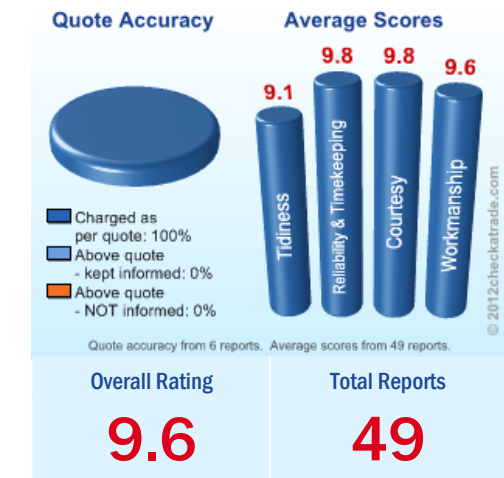 Quote Accuracy
Charged as
per quote: 100%
Above quote
- kept informed: 0%
Above quote
- NOT informed: 0%
Average Scores
9.1
9.8
9.8
9.6
Tidiness
Reliability & Timekeeping
Courtesy
Workmanship
© 2012checkatrade.com
Quote accuracy from 6 reports. Average scores from 49 reports.
Overall Rating
9.6
Total Reports
49